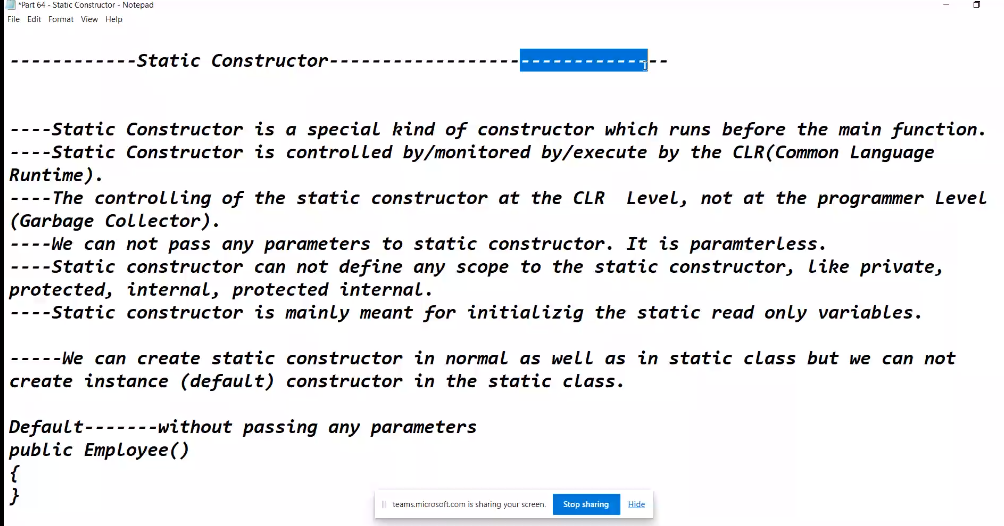 *Part 64 - Static Constructor - Notepad
File Edit Format View Help
------------Static Constructor--------------------------------
----Static Constructor is a special kind of constructor which runs before the main function.
----Static Constructor is controlled by/monitored by/execute by the CLR(Common Language
Runtime).
----The controlling of the static constructor at the CLR  Level, not at the programmer Level
(Garbage Collector).
----We can not pass any parameters to static constructor. It is paramterless.
----Static constructor can not define any scope to the static constructor, like private,
protected, internal, protected internal.
----Static constructor is mainly meant for initializig the static read only variables.
-----We can create static constructor in normal as well as in static class but we can not
create instance (default) constructor in the static class.
Default-------without passing any parameters
public Employee()
{
}
teams.microsoft.com is sharing your screen. Stop sharing Hide